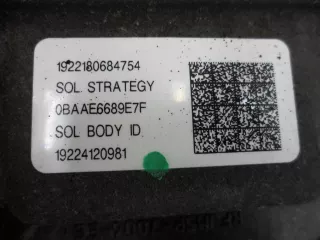 1922180684754
SOL. STRATEGY
0BAAE6689E7F
SOL BODY ID
19224120981